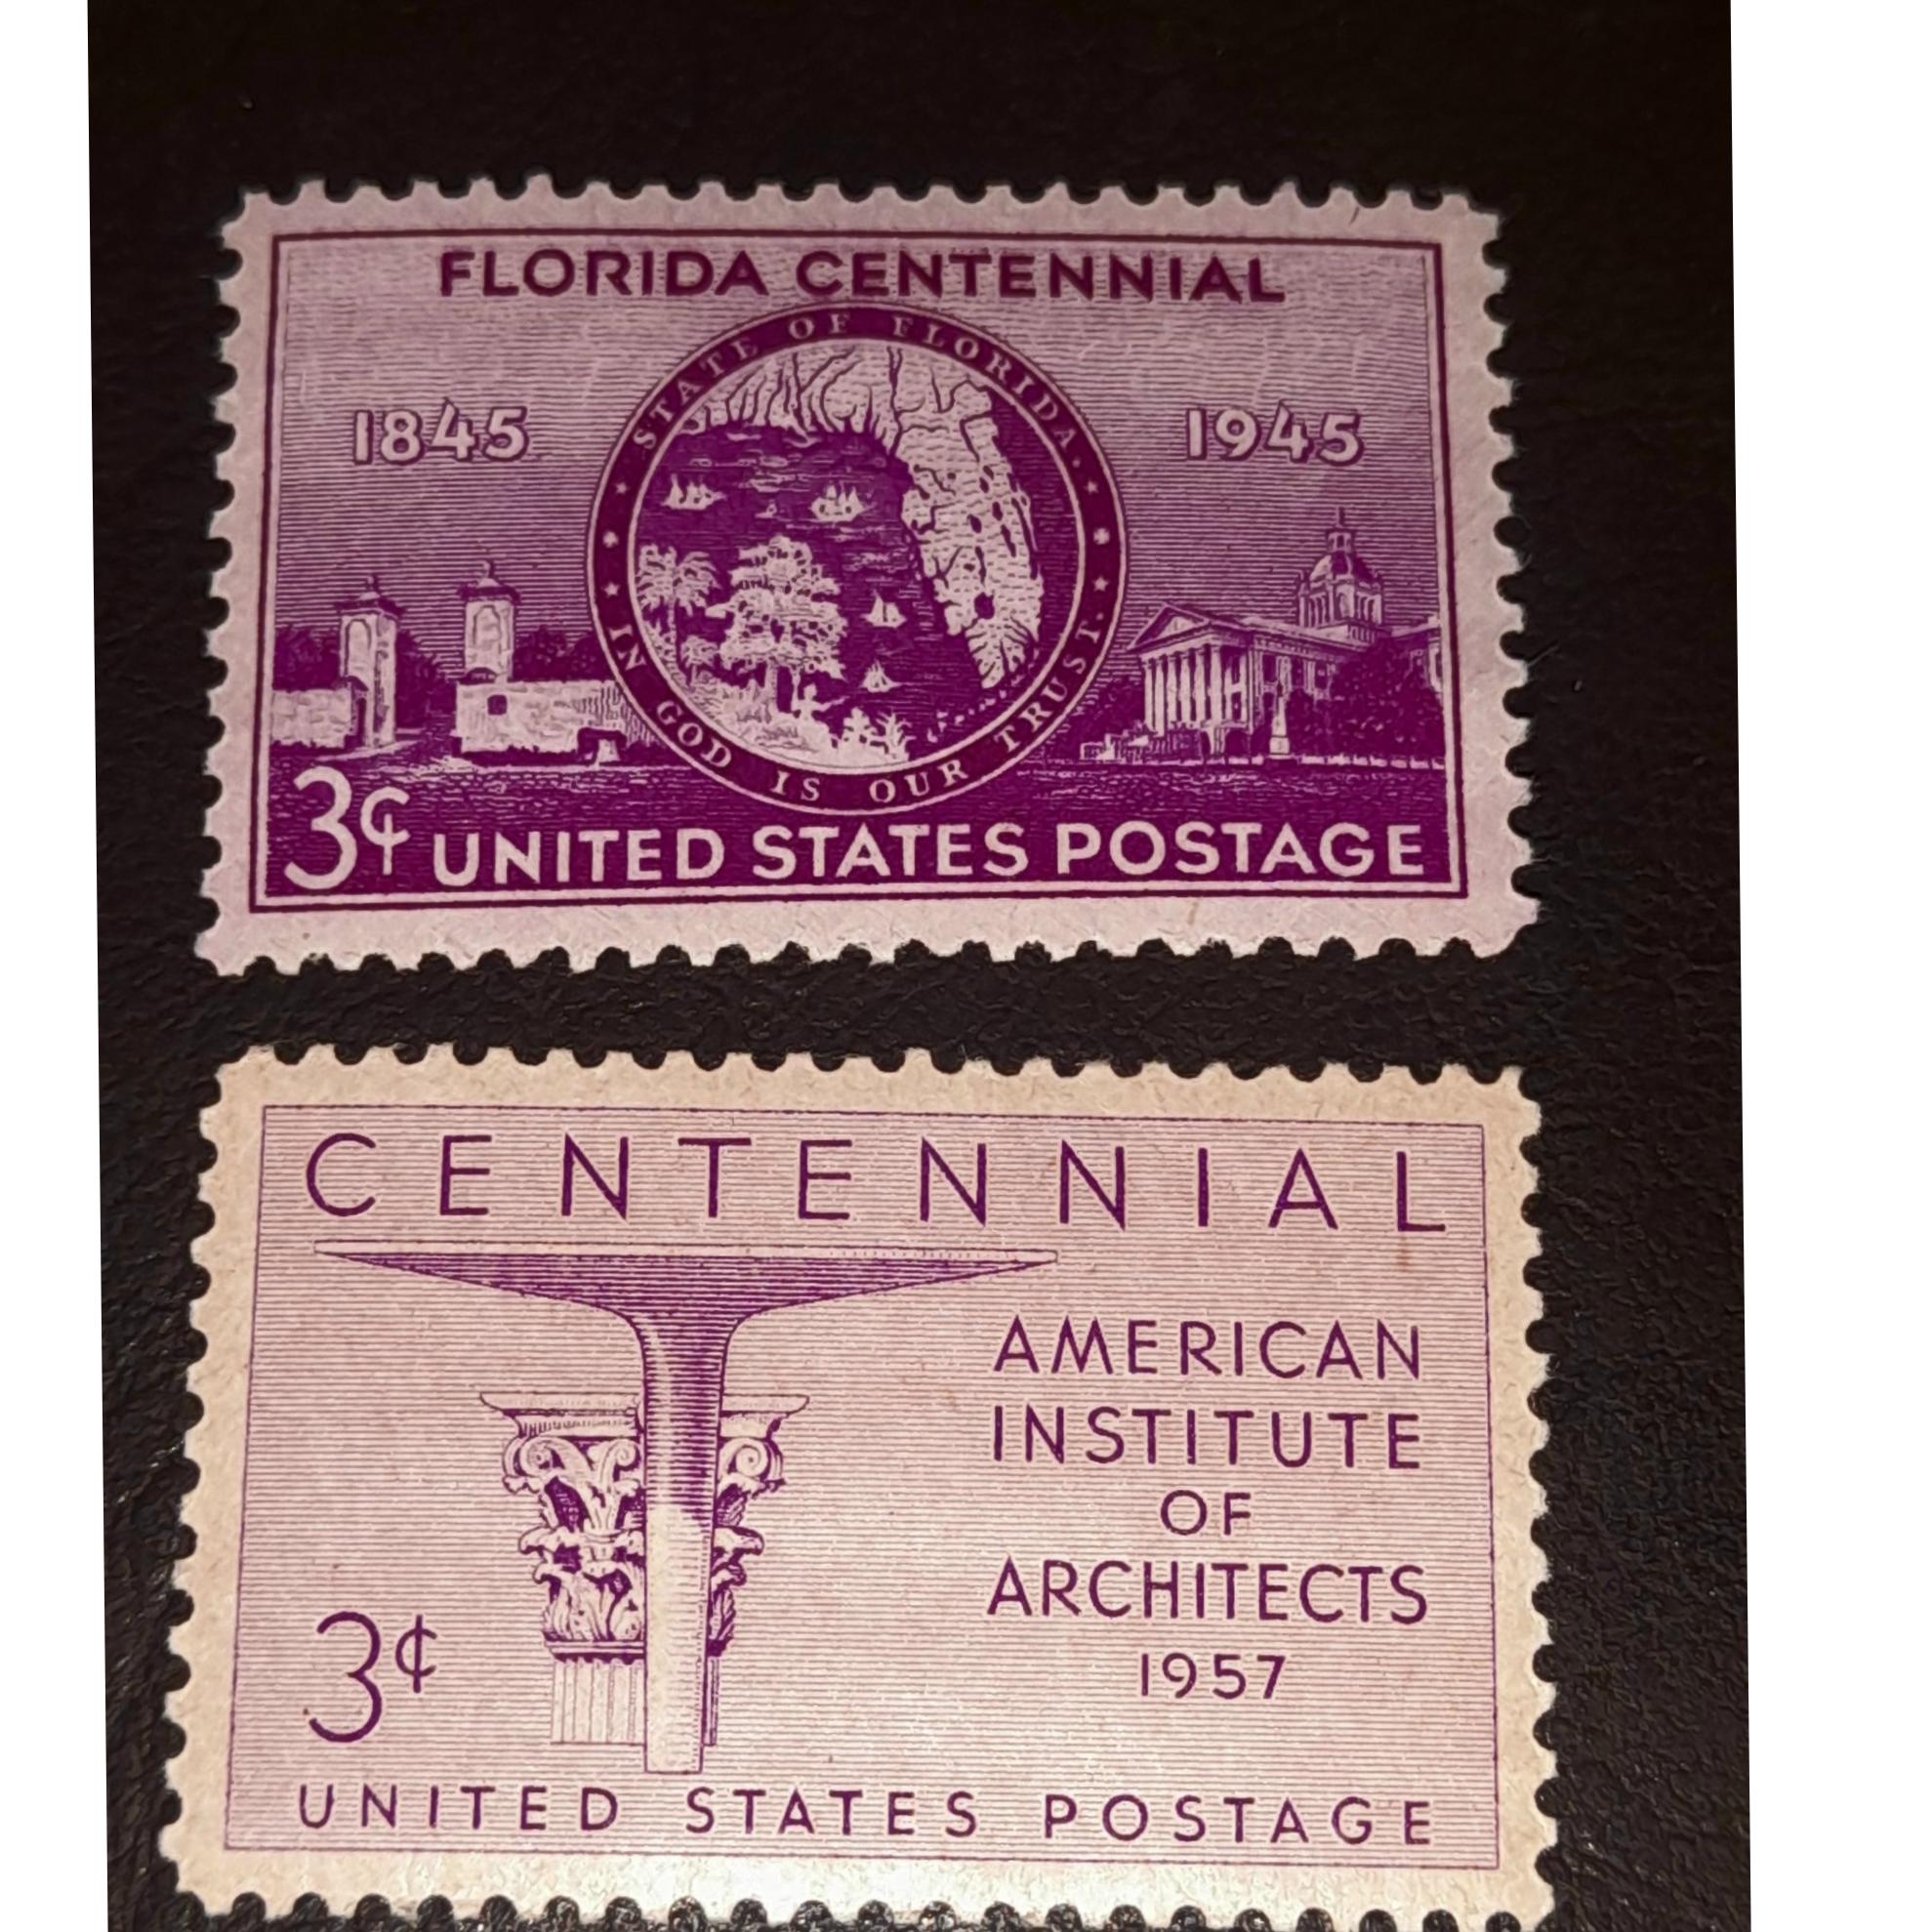 FLORIDA CENTENNIAL
STATE OF FLORIDA.
1845 1945
IN GOD IS OUR TRUST.
3¢ UNITED STATES POSTAGE
CENTENNIAL
AMERICAN
INSTITUTE
OF
ARCHITECTS
1957
3¢
UNITED STATES POSTAGE